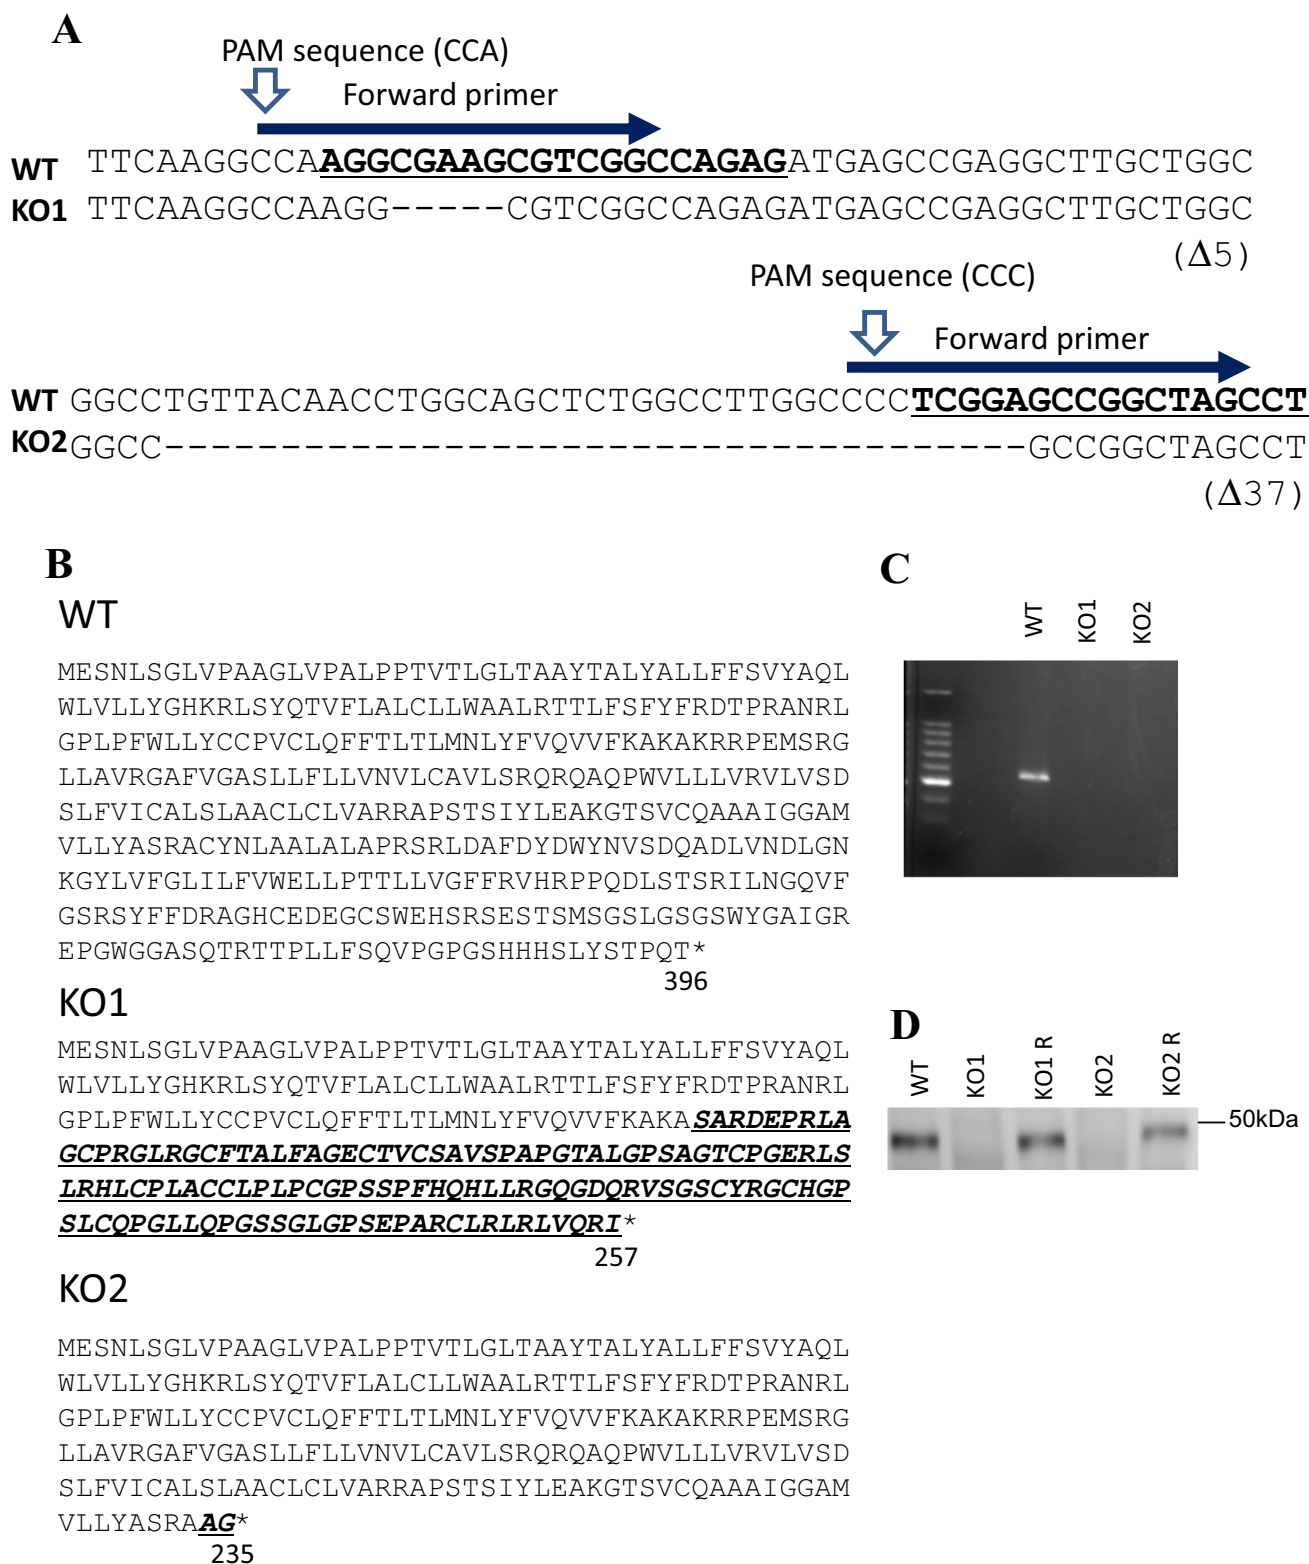 A
PAM sequence (CCA)
Forward primer
WT TTCAAGGCCAAGGCGAAGCGTCGGCCAGAGATGAGCCGAGGCTTGCTGGC
KO1 TTCAAGGCCAAGG-----CGTCGGCCAGAGATGAGCCGAGGCTTGCTGGC
(Δ5)
PAM sequence (CCC)
Forward primer
WT GGCCTGTTACAACCTGGCAGCTCTGGCCTTGGCCCCTCGGAGCCGGCTAGCCT
KO2 GGCC-------------------------------------GCCGGCTAGCCT
(Δ37)
B
WT
MESNLSGLVPAAGLVPALPPTVTLGLTAAYTALYALLFFSVYAQL
WLVLLYGHKRLSYQTVFLALCLLWAALRTTLFSFYFRDTPRANRL
GPLPFWLLYCCPVCLQFFTLTLMNLYFVQVVFKAKAKRRPEMSRG
LLAVRGAFVGASLLFLLVNVLCAVLSRQRQAQPWVLLLVRVLVSD
SLFVICALSLAACLCLVARRAPSTSIYLEAKGTSVCQAAAIGGAM
VLLYASRACYNLAALALAPRSRLDAFDYDWYNVSDQADLVNDLGN
KGYLVFGLILFVWELLPTTLLVGFFRVHRPPQDLSTSRILNGQVF
GSRSYFFDRAGHCEDEGCSWEHSRSESTSMSGSLGSGSWYGAIGR
EPGWGGASQTRTTPLLFSQVPGPGSHHHSLYSTPQT*
396
KO1
MESNLSGLVPAAGLVPALPPTVTLGLTAAYTALYALLFFSVYAQL
WLVLLYGHKRLSYQTVFLALCLLWAALRTTLFSFYFRDTPRANRL
GPLPFWLLYCCPVCLQFFTLTLMNLYFVQVVFKAKASARDEPRLA
GCPRGLRGCFTALFAGECTVCSAVSPAPGTALGPSAGTCPGERLS
LRHLCPLACCLPLPCGPSSPFHQHLLRGQGDQRVSGSCYRGCHGP
SLCQPGLLQPGSSGLGPSEPARCLRLRLVQRI*
257
KO2
MESNLSGLVPAAGLVPALPPTVTLGLTAAYTALYALLFFSVYAQL
WLVLLYGHKRLSYQTVFLALCLLWAALRTTLFSFYFRDTPRANRL
GPLPFWLLYCCPVCLQFFTLTLMNLYFVQVVFKAKAKRRPEMSRG
LLAVRGAFVGASLLFLLVNVLCAVLSRQRQAQPWVLLLVRVLVSD
SLFVICALSLAACLCLVARRAPSTSIYLEAKGTSVCQAAAIGGAM
VLLYASRAAG*
235
C
WT KO1 KO2
D
WT KO1 KO1 R KO2 KO2 R
50kDa